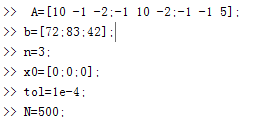 >> A=[10 -1 -2;-1 10 -2;-1 -1 5];
>> b=[72;83;42];
>> n=3;
>> x0=[0;0;0];
>> tol=1e-4;
>> N=500;